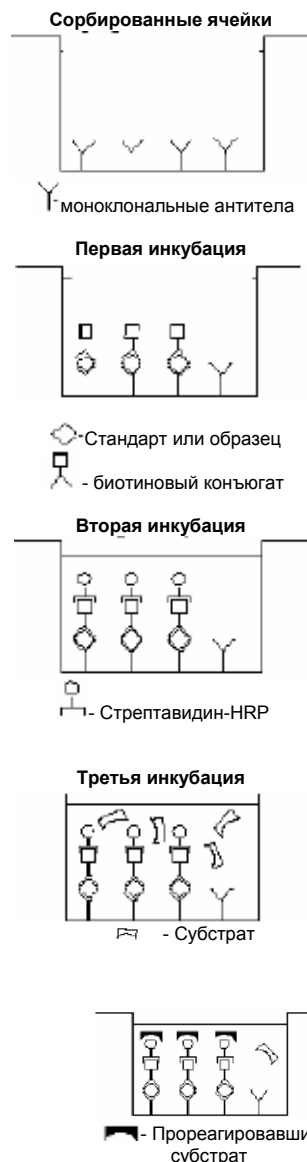 Сорбированные ячейки
-моноклональные антитела
Первая инкубация
-Стандарт или образец
- биотиновый конъюгат
Вторая инкубация
- Стрептавидин-HRP
Третья инкубация
- Субстрат
- Прореагировавши
субстрат